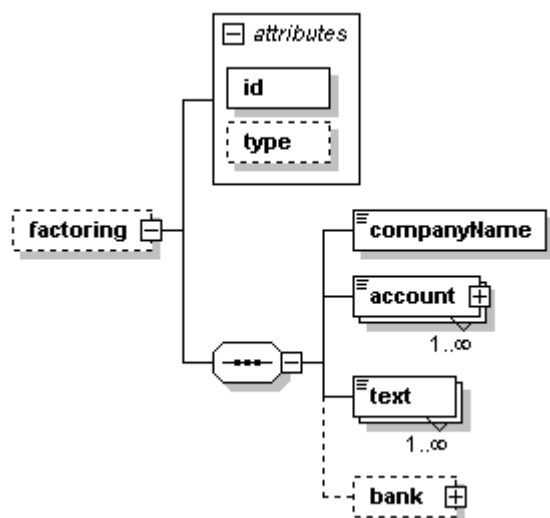 attributes
id
type
factoring
companyName
account
1..∞
text
1..∞
bank